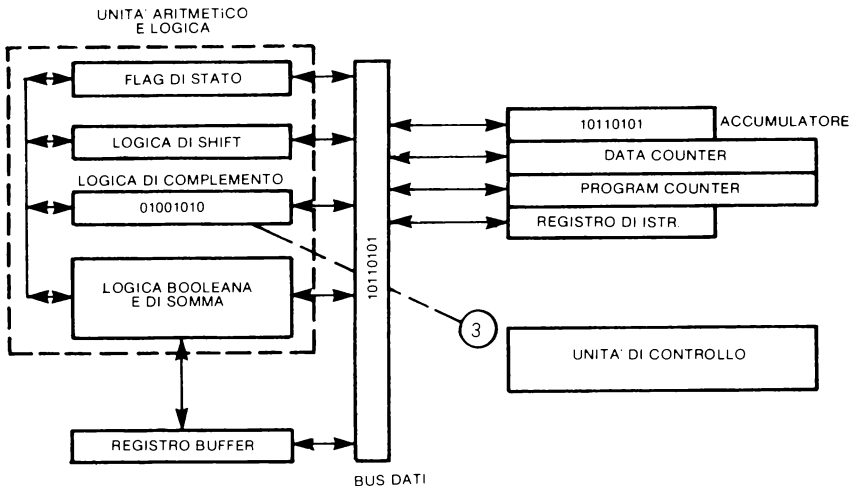 UNITA' ARITMETiCO
E LOGICA
FLAG DI STATO
LOGICA DI SHIFT
LOGICA DI COMPLEMENTO
01001010
LOGICA BOOLEANA
E DI SOMMA
REGISTRO BUFFER
10110101
BUS DATI
10110101
ACCUMULATORE
DATA COUNTER
PROGRAM COUNTER
REGISTRO DI ISTR.
3
UNITA' DI CONTROLLO